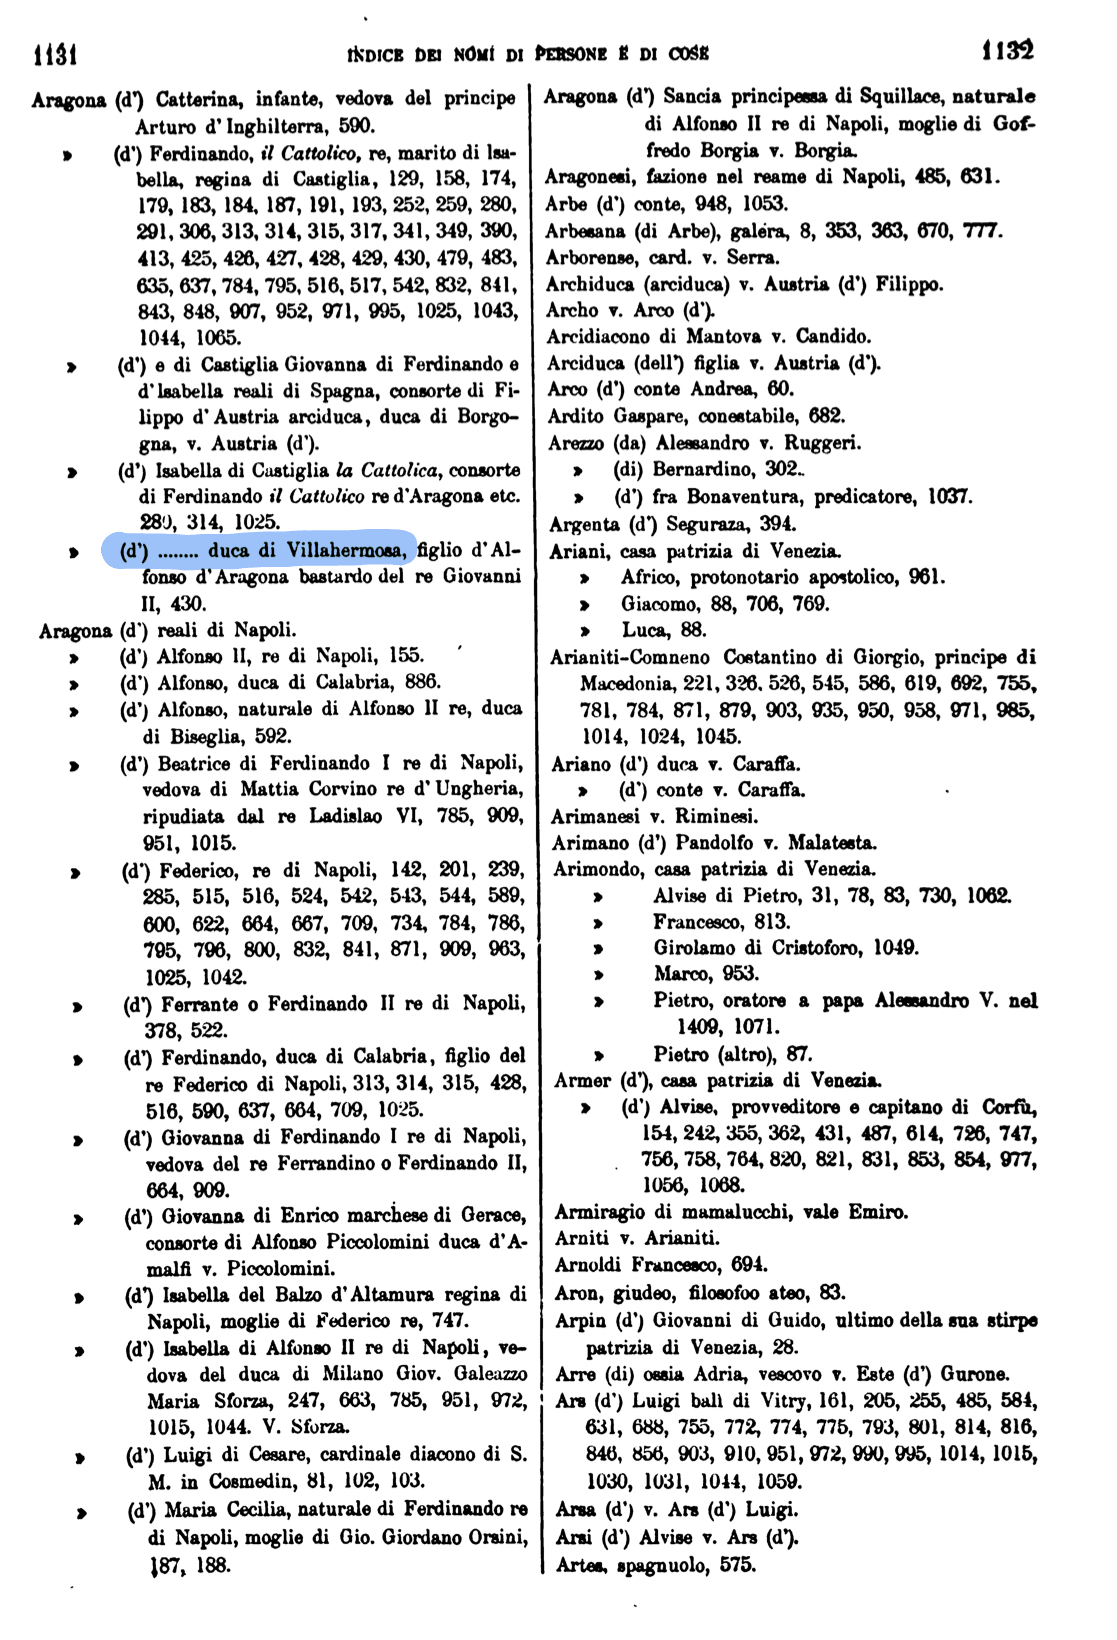 1131
INDICE DEI NOMI DI PERSONE E DI COSE
1132
Aragona (d') Catterina, infante, vedova del principe
Arturo d' Inghilterra, 590.
» (d') Ferdinando, il Cattolico, re, marito di Isa-
bella, regina di Castiglia, 129, 158, 174,
179, 183, 184, 187, 191, 193, 252, 259, 280,
291, 306, 313, 314, 315, 317, 341, 349, 390,
413, 425, 426, 427, 428, 429, 430, 479, 483,
635, 637, 784, 795, 516, 517, 542, 832, 841,
843, 848, 907, 952, 971, 995, 1025, 1043,
1044, 1065.
» (d') e di Castiglia Giovanna di Ferdinando e
d' Isabella reali di Spagna, consorte di Fi-
lippo d' Austria arciduca, duca di Borgo-
gna, v. Austria (d').
» (d') Isabella di Castiglia la Cattolica, consorte
di Ferdinando il Cattolico re d'Aragona etc.
280, 314, 1025.
» (d') ........ duca di Villahermosa, figlio d' Al-
fonso d' Aragona bastardo del re Giovanni
II, 430.
Aragona (d') reali di Napoli.
» (d') Alfonso II, re di Napoli, 155.
» (d') Alfonso, duca di Calabria, 886.
» (d') Alfonso, naturale di Alfonso II re, duca
di Biseglia, 592.
» (d') Beatrice di Ferdinando I re di Napoli,
vedova di Mattia Corvino re d' Ungheria,
ripudiata dal re Ladislao VI, 785, 909,
951, 1015.
» (d') Federico, re di Napoli, 142, 201, 239,
285, 515, 516, 524, 542, 543, 544, 589,
600, 622, 664, 667, 709, 734, 784, 786,
795, 796, 800, 832, 841, 871, 909, 963,
1025, 1042.
» (d') Ferrante o Ferdinando II re di Napoli,
378, 522.
» (d') Ferdinando, duca di Calabria, figlio del
re Federico di Napoli, 313, 314, 315, 428,
516, 590, 637, 664, 709, 1025.
» (d') Giovanna di Ferdinando I re di Napoli,
vedova del re Ferrandino o Ferdinando II,
664, 909.
» (d') Giovanna di Enrico marchese di Gerace,
consorte di Alfonso Piccolomini duca d'A-
malfi v. Piccolomini.
» (d') Isabella del Balzo d' Altamura regina di
Napoli, moglie di Federico re, 747.
» (d') Isabella di Alfonso II re di Napoli, ve-
dova del duca di Milano Giov. Galeazzo
Maria Sforza, 247, 663, 785, 951, 972,
1015, 1044. V. Sforza.
» (d') Luigi di Cesare, cardinale diacono di S.
M. in Cosmedin, 81, 102, 103.
» (d') Maria Cecilia, naturale di Ferdinando re
di Napoli, moglie di Gio. Giordano Orsini,
187, 188.
Aragona (d') Sancia principessa di Squillace, naturale
di Alfonso II re di Napoli, moglie di Gof-
fredo Borgia v. Borgia.
Aragonesi, fazione nel reame di Napoli, 485, 631.
Arbe (d') conte, 948, 1053.
Arbesana (di Arbe), galera, 8, 353, 363, 670, 777.
Arborense, card. v. Serra.
Archiduca (arciduca) v. Austria (d') Filippo.
Archo v. Arco (d').
Arcidiacono di Mantova v. Candido.
Arciduca (dell') figlia v. Austria (d').
Arco (d') conte Andrea, 60.
Ardito Gaspare, conestabile, 682.
Arezzo (da) Alessandro v. Ruggeri.
» (di) Bernardino, 302.
» (d') fra Bonaventura, predicatore, 1037.
Argenta (d') Seguraza, 394.
Ariani, casa patrizia di Venezia.
» Africo, protonotario apostolico, 961.
» Giacomo, 88, 706, 769.
» Luca, 88.
Arianiti-Comneno Costantino di Giorgio, principe di
Macedonia, 221, 326, 526, 545, 586, 619, 692, 755,
781, 784, 871, 879, 903, 935, 950, 958, 971, 985,
1014, 1024, 1045.
Ariano (d') duca v. Caraffa.
» (d') conte v. Caraffa.
Arimanesi v. Riminesi.
Arimano (d') Pandolfo v. Malatesta.
Arimondo, casa patrizia di Venezia.
» Alvise di Pietro, 31, 78, 83, 730, 1062.
» Francesco, 813.
» Girolamo di Cristoforo, 1049.
» Marco, 953.
» Pietro, oratore a papa Alessandro V. nel
1409, 1071.
» Pietro (altro), 87.
Armer (d'), casa patrizia di Venezia.
» (d') Alvise, provveditore e capitano di Corfù,
154, 242, 355, 362, 431, 487, 614, 726, 747,
756, 758, 764, 820, 821, 831, 853, 854, 977,
1056, 1068.
Armiragio di mamalucchi, vale Emiro.
Arniti v. Arianiti.
Arnoldi Francesco, 694.
Aron, giudeo, filosofoo ateo, 83.
Arpin (d') Giovanni di Guido, ultimo della sua stirpe
patrizia di Venezia, 28.
Arre (di) ossia Adria, vescovo v. Este (d') Gurone.
Ars (d') Luigi balì di Vitry, 161, 205, 255, 485, 584,
631, 688, 755, 772, 774, 775, 793, 801, 814, 816,
846, 856, 903, 910, 951, 972, 990, 995, 1014, 1015,
1030, 1031, 1044, 1059.
Arsa (d') v. Ars (d') Luigi.
Arsi (d') Alvise v. Ars (d').
Artes, spagnuolo, 575.